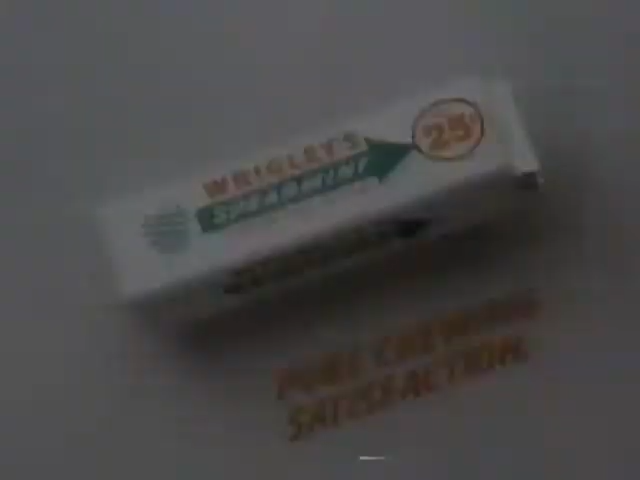 WRIGLEY'S
SPEARMINT
25¢
PURE CHEWING
SATISFACTION.